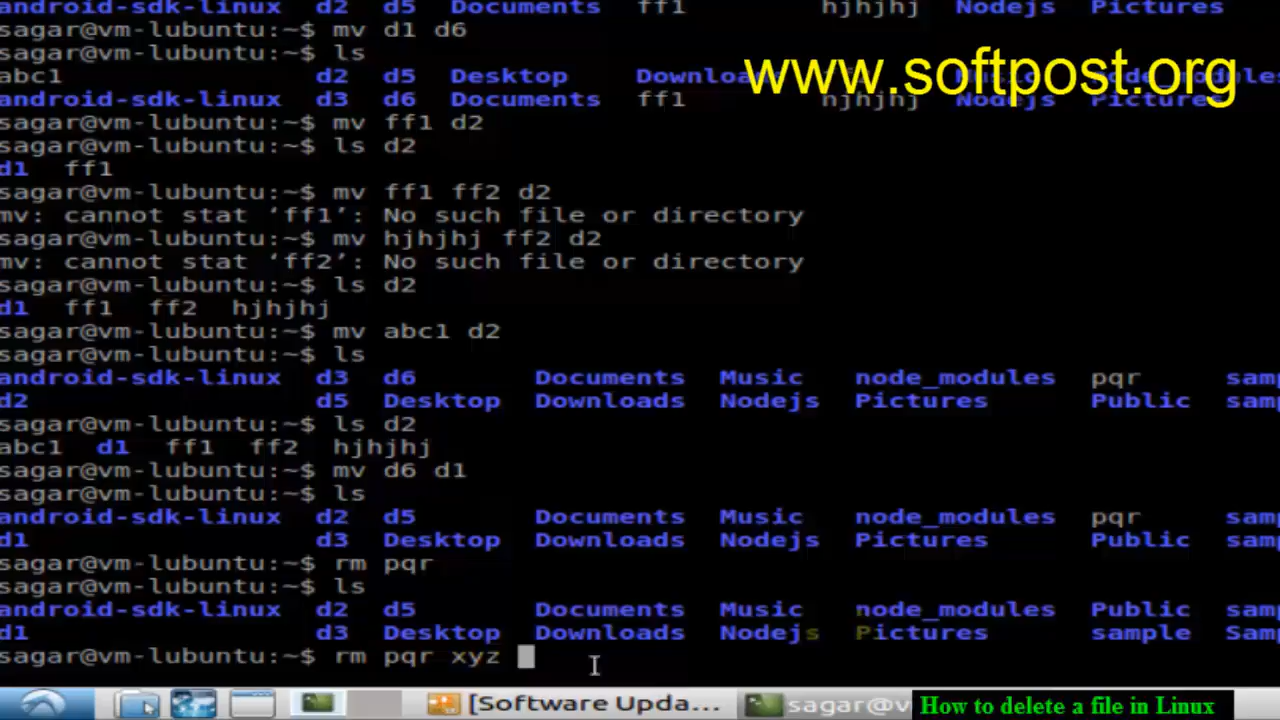 android-sdk-linux d2 d5 Documents ff1 hjhjhj Nodejs Pictures
sagar@vm-lubuntu:~$ mv d1 d6
sagar@vm-lubuntu:~$ ls
www.softpost.org
abc1 d2 d5 Desktop
android-sdk-linux d3 d6 Documents ff1 hjhjhj Nodejs
sagar@vm-lubuntu:~$ mv ff1 d2
sagar@vm-lubuntu:~$ ls d2
d1 ff1
sagar@vm-lubuntu:~$ mv ff1 ff2 d2
mv: cannot stat ‘ff1’: No such file or directory
sagar@vm-lubuntu:~$ mv hjhjhj ff2 d2
mv: cannot stat ‘ff2’: No such file or directory
sagar@vm-lubuntu:~$ ls d2
d1 ff1 ff2 hjhjhj
sagar@vm-lubuntu:~$ mv abc1 d2
sagar@vm-lubuntu:~$ ls
android-sdk-linux d3 d6 Documents Music node_modules pqr samp
d2 d5 Desktop Downloads Nodejs Pictures Public samp
sagar@vm-lubuntu:~$ ls d2
abc1 d1 ff1 ff2 hjhjhj
sagar@vm-lubuntu:~$ mv d6 d1
sagar@vm-lubuntu:~$ ls
android-sdk-linux d2 d5 Documents Music node_modules pqr samp
d1 d3 Desktop Downloads Nodejs Pictures Public samp
sagar@vm-lubuntu:~$ rm pqr
sagar@vm-lubuntu:~$ ls
android-sdk-linux d2 d5 Documents Music node_modules Public samp
d1 d3 Desktop Downloads Nodejs Pictures sample Sam
sagar@vm-lubuntu:~$ rm pqr xyz
[Software Upda... sagar@v
How to delete a file in Linux